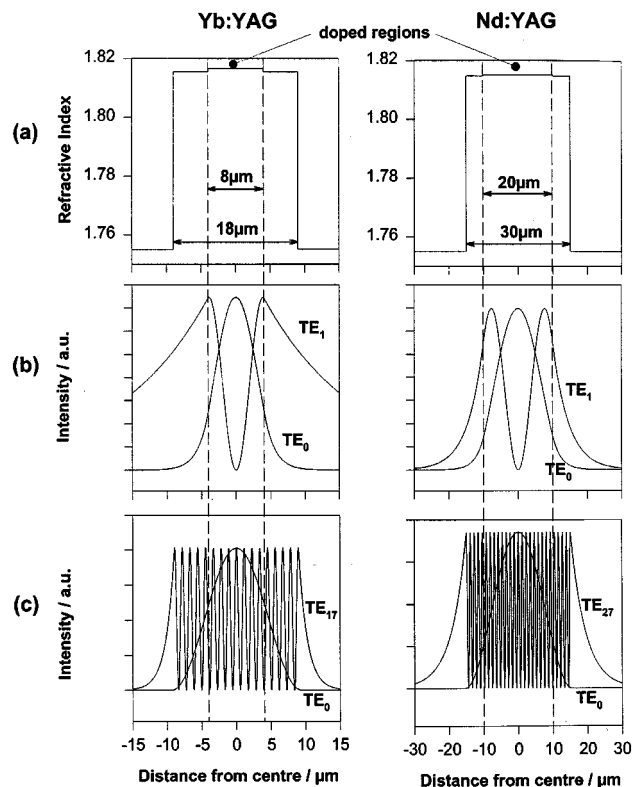 Yb:YAG
Nd:YAG
doped regions
(a)
Refractive Index
1.82
1.80
1.78
1.76
8µm
18µm
1.82
1.80
1.78
1.76
20µm
30µm
(b)
Intensity / a.u.
TE1
TE0
TE1
TE0
(c)
Intensity / a.u.
TE17
TE0
TE27
TE0
-15 -10 -5 0 5 10 15
-30 -20 -10 0 10 20 30
Distance from centre / µm
Distance from centre / µm